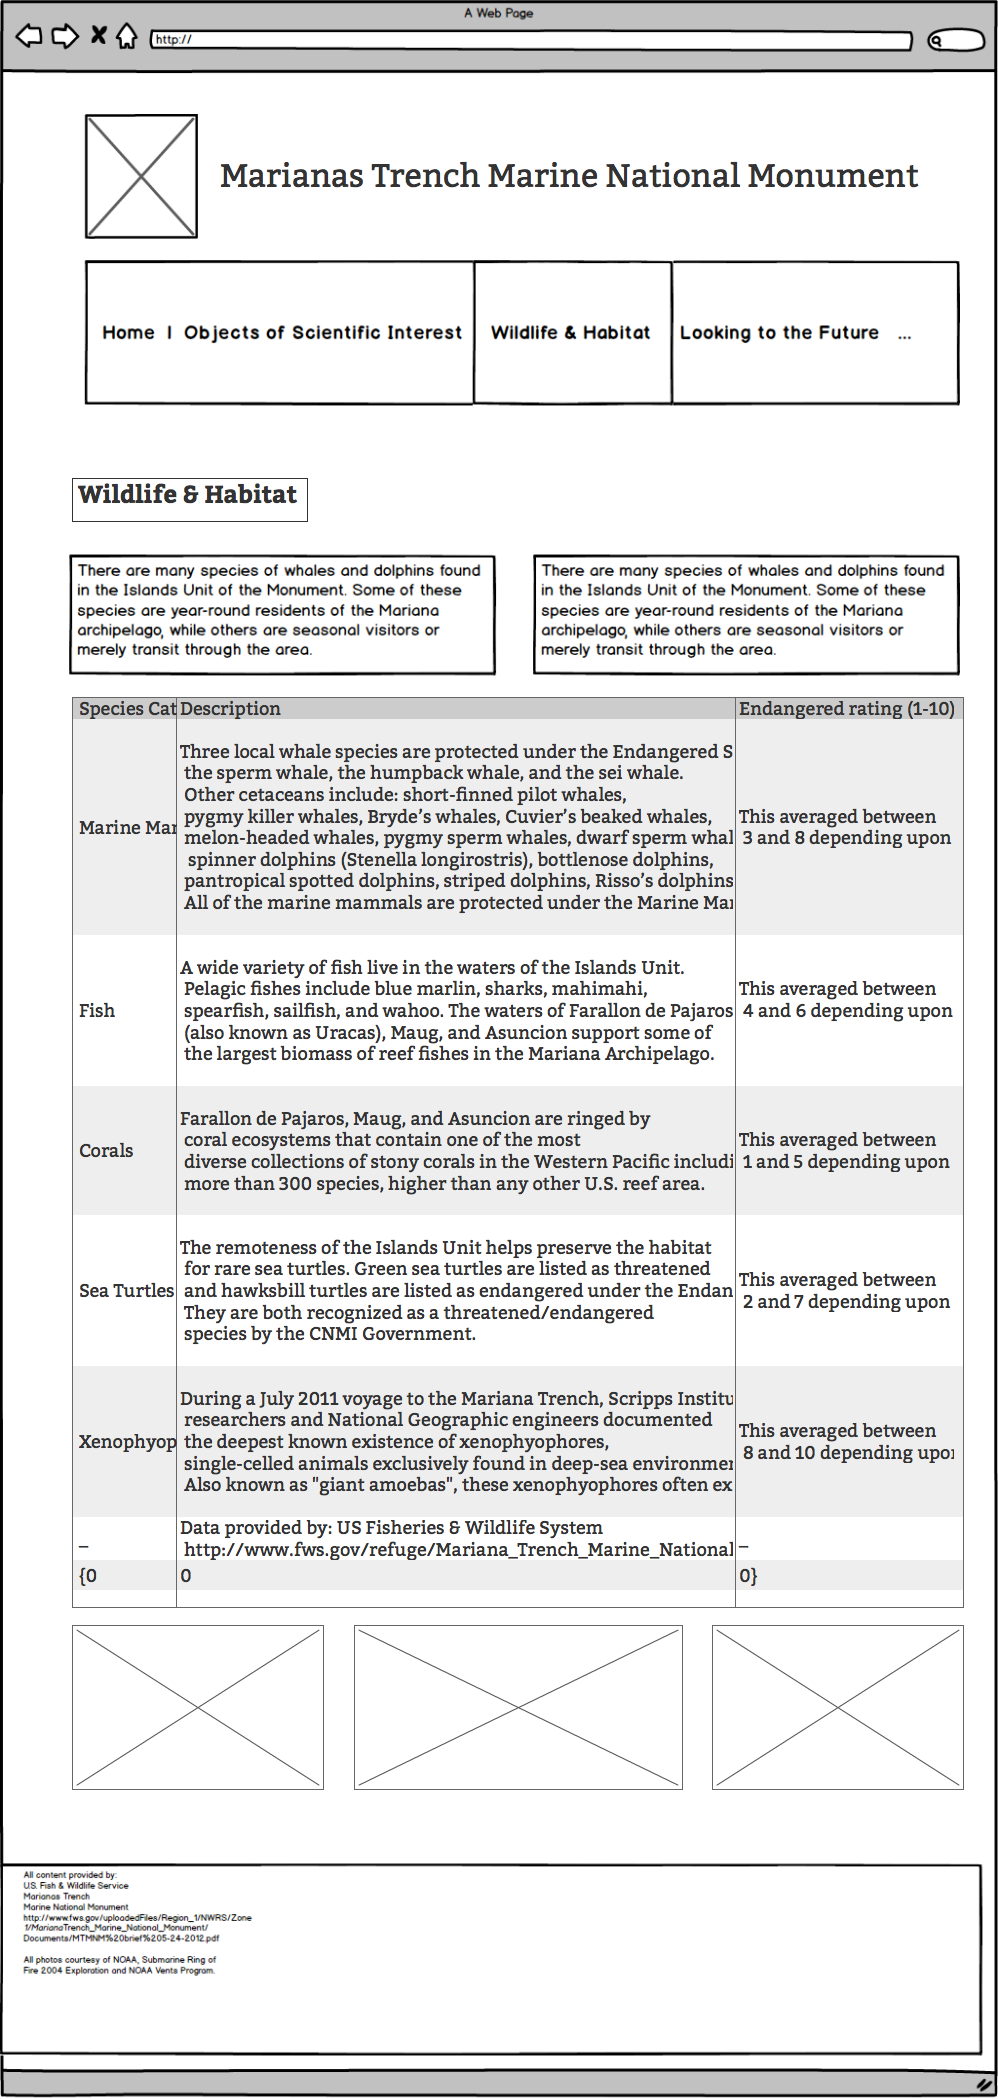 A Web Page
http://
Marianas Trench Marine National Monument
Home | Objects of Scientific Interest
Wildlife & Habitat
Looking to the Future ...
Wildlife & Habitat
There are many species of whales and dolphins found
in the Islands Unit of the Monument. Some of these
species are year-round residents of the Mariana
archipelago, while others are seasonal visitors or
merely transit through the area.
There are many species of whales and dolphins found
in the Islands Unit of the Monument. Some of these
species are year-round residents of the Mariana
archipelago, while others are seasonal visitors or
merely transit through the area.
Species Cat
Description
Endangered rating (1-10)
Marine Mar
Three local whale species are protected under the Endangered S
the sperm whale, the humpback whale, and the sei whale.
Other cetaceans include: short-finned pilot whales,
pygmy killer whales, Bryde's whales, Cuvier's beaked whales,
melon-headed whales, pygmy sperm whales, dwarf sperm whal
spinner dolphins (Stenella longirostris), bottlenose dolphins,
pantropical spotted dolphins, striped dolphins, Risso's dolphins
All of the marine mammals are protected under the Marine Mar
This averaged between
3 and 8 depending upon
Fish
A wide variety of fish live in the waters of the Islands Unit.
Pelagic fishes include blue marlin, sharks, mahimahi,
spearfish, sailfish, and wahoo. The waters of Farallon de Pajaros
(also known as Uracas), Maug, and Asuncion support some of
the largest biomass of reef fishes in the Mariana Archipelago.
This averaged between
4 and 6 depending upon
Corals
Farallon de Pajaros, Maug, and Asuncion are ringed by
coral ecosystems that contain one of the most
diverse collections of stony corals in the Western Pacific includi
more than 300 species, higher than any other U.S. reef area.
This averaged between
1 and 5 depending upon
Sea Turtles
The remoteness of the Islands Unit helps preserve the habitat
for rare sea turtles. Green sea turtles are listed as threatened
and hawksbill turtles are listed as endangered under the Endan
They are both recognized as a threatened/endangered
species by the CNMI Government.
This averaged between
2 and 7 depending upon
Xenophyop
During a July 2011 voyage to the Mariana Trench, Scripps Institu
researchers and National Geographic engineers documented
the deepest known existence of xenophyophores,
single-celled animals exclusively found in deep-sea environmer
Also known as "giant amoebas", these xenophyophores often ex
This averaged between
8 and 10 depending upon
–
Data provided by: US Fisheries & Wildlife System
http://www.fws.gov/refuge/Mariana_Trench_Marine_National
–
{0
0
0}
All content provided by:
U.S. Fish & Wildlife Service
Marianas Trench
Marine National Monument
http://www.fws.gov/uploadedFiles/Region_1/NWRS/Zone
1/MarianaTrench_Marine_National_Monument/
Documents/MTMNM%20brief%205-24-2012.pdf
All photos courtesy of NOAA, Submarine Ring of
Fire 2004 Exploration and NOAA Vents Program.